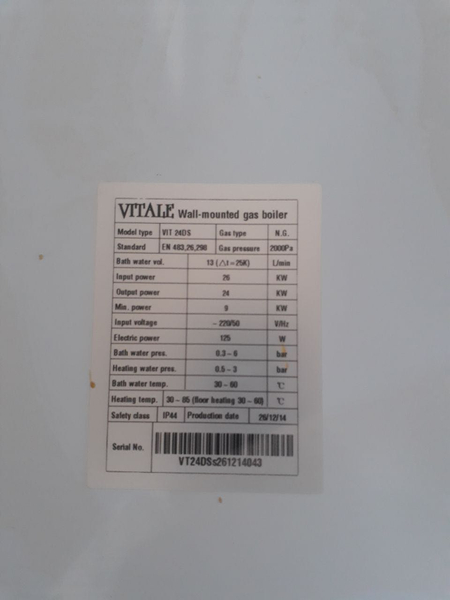 VITALE Wall-mounted gas boiler
Model type VIT 24DS Gas type N.G.
Standard EN 483,26,298 Gas pressure 2000Pa
Bath water vol. 13 (△t=25K) L/min
Input power 26 KW
Output power 24 KW
Min. power 9 KW
Input voltage ~220/50 V/Hz
Electric power 125 W
Bath water pres. 0.3-6 bar
Heating water pres. 0.5-3 bar
Bath water temp. 30-60 ℃
Heating temp. 30-85 (floor heating 30-60) ℃
Safety class IP44 Production date 26/12/14
Serial No.
VT24DSs261214043